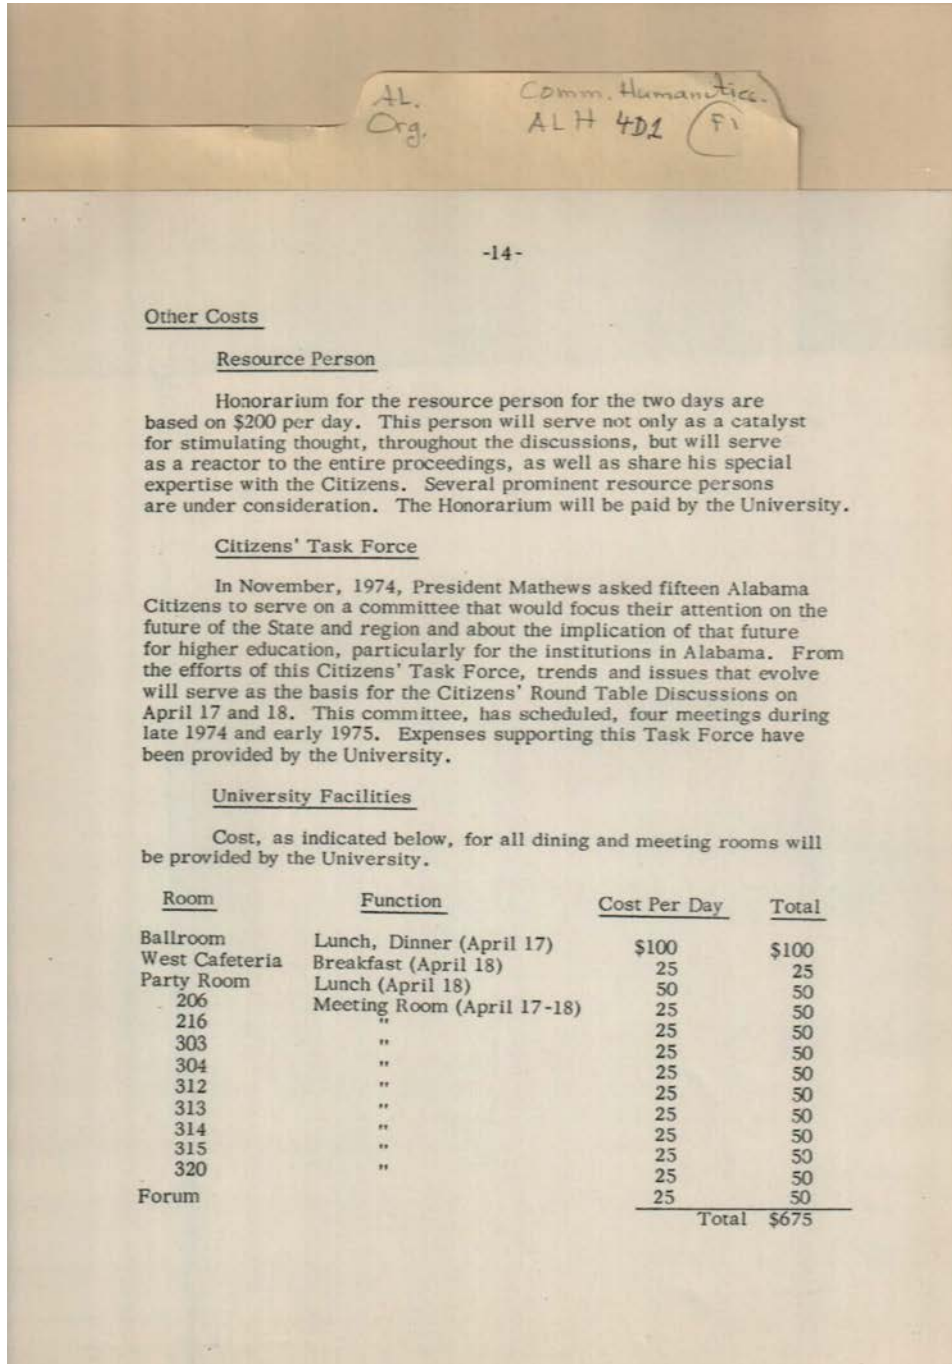 AL. Comm. Humanities.
Org. ALH 4D1 F1
-14-
Other Costs
Resource Person
Honorarium for the resource person for the two days are
based on $200 per day. This person will serve not only as a catalyst
for stimulating thought, throughout the discussions, but will serve
as a reactor to the entire proceedings, as well as share his special
expertise with the Citizens. Several prominent resource persons
are under consideration. The Honorarium will be paid by the University.
Citizens' Task Force
In November, 1974, President Mathews asked fifteen Alabama
Citizens to serve on a committee that would focus their attention on the
future of the State and region and about the implication of that future
for higher education, particularly for the institutions in Alabama. From
the efforts of this Citizens' Task Force, trends and issues that evolve
will serve as the basis for the Citizens' Round Table Discussions on
April 17 and 18. This committee, has scheduled, four meetings during
late 1974 and early 1975. Expenses supporting this Task Force have
been provided by the University.
University Facilities
Cost, as indicated below, for all dining and meeting rooms will
be provided by the University.
Room Function Cost Per Day Total
Ballroom Lunch, Dinner (April 17) $100 $100
West Cafeteria Breakfast (April 18) 25 25
Party Room Lunch (April 18) 50 50
206 Meeting Room (April 17-18) 25 50
216 " 25 50
303 " 25 50
304 " 25 50
312 " 25 50
313 " 25 50
314 " 25 50
315 " 25 50
320 " 25 50
Forum 25 50
Total $675